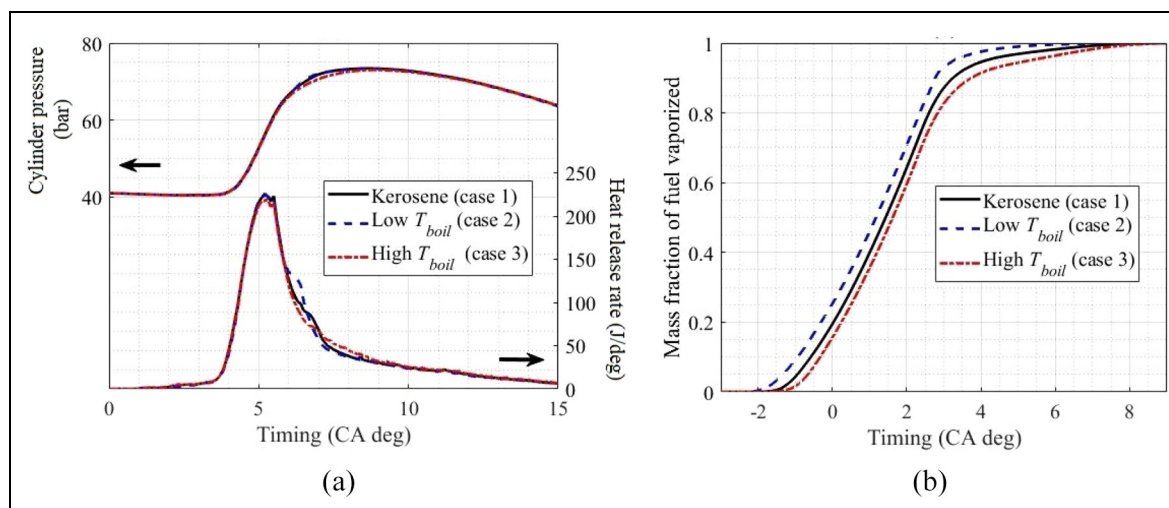 80
60
40
Cylinder pressure
(bar)
250
200
150
100
50
0
Heat release rate (J/deg)
Kerosene (case 1)
Low T_boil (case 2)
High T_boil (case 3)
0 5 10 15
Timing (CA deg)
(a)
1
0.8
0.6
0.4
0.2
0
Mass fraction of fuel vaporized
Kerosene (case 1)
Low T_boil (case 2)
High T_boil (case 3)
-2 0 2 4 6 8
Timing (CA deg)
(b)